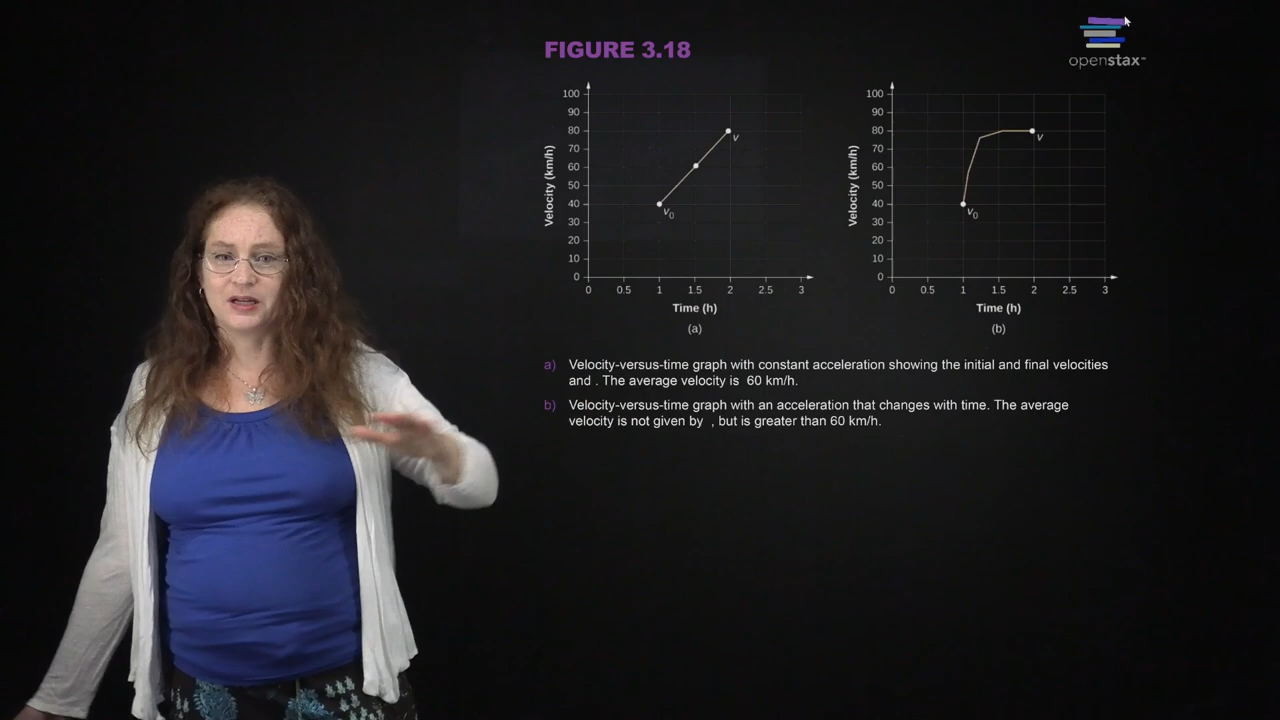 FIGURE 3.18
openstax™
100
90
80
70
60
50
40
30
20
10
0
Velocity (km/h)
v
v0
0 0.5 1 1.5 2 2.5 3
Time (h)
(a)
100
90
80
70
60
50
40
30
20
10
0
Velocity (km/h)
v
v0
0 0.5 1 1.5 2 2.5 3
Time (h)
(b)
a) Velocity-versus-time graph with constant acceleration showing the initial and final velocities
and . The average velocity is 60 km/h.
b) Velocity-versus-time graph with an acceleration that changes with time. The average
velocity is not given by , but is greater than 60 km/h.